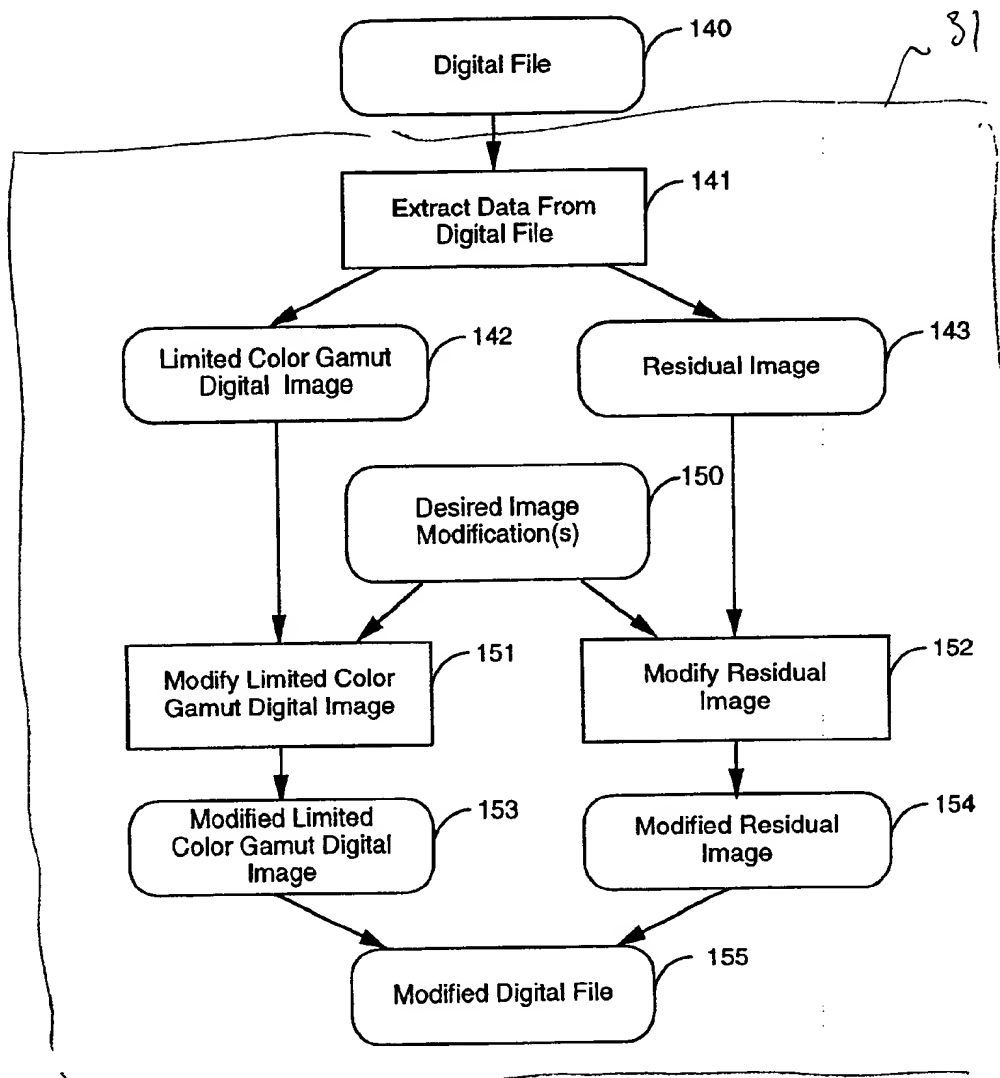 140
31
Digital File
141
Extract Data From
Digital File
142
143
Limited Color Gamut
Digital Image
Residual Image
150
Desired Image
Modification(s)
151
152
Modify Limited Color
Gamut Digital Image
Modify Residual
Image
153
154
Modified Limited
Color Gamut Digital
Image
Modified Residual
Image
155
Modified Digital File